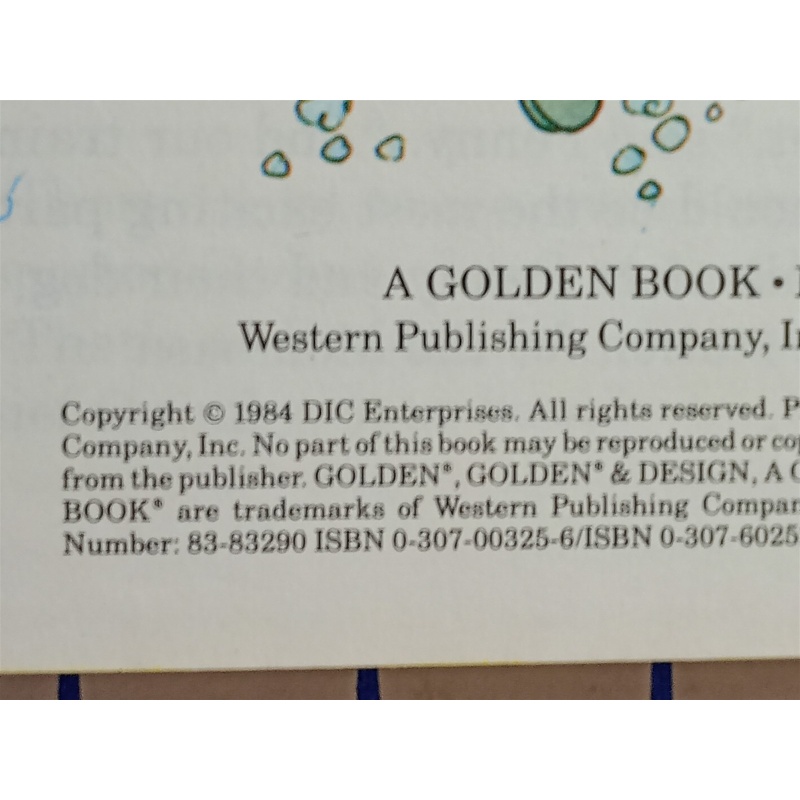 A GOLDEN BOOK •
Western Publishing Company,
Copyright © 1984 DIC Enterprises. All rights reserved. P
Company, Inc. No part of this book may be reproduced or cop
from the publisher. GOLDEN®, GOLDEN® & DESIGN, A G
BOOK® are trademarks of Western Publishing Compan
Number: 83-83290 ISBN 0-307-00325-6/ISBN 0-307-6025